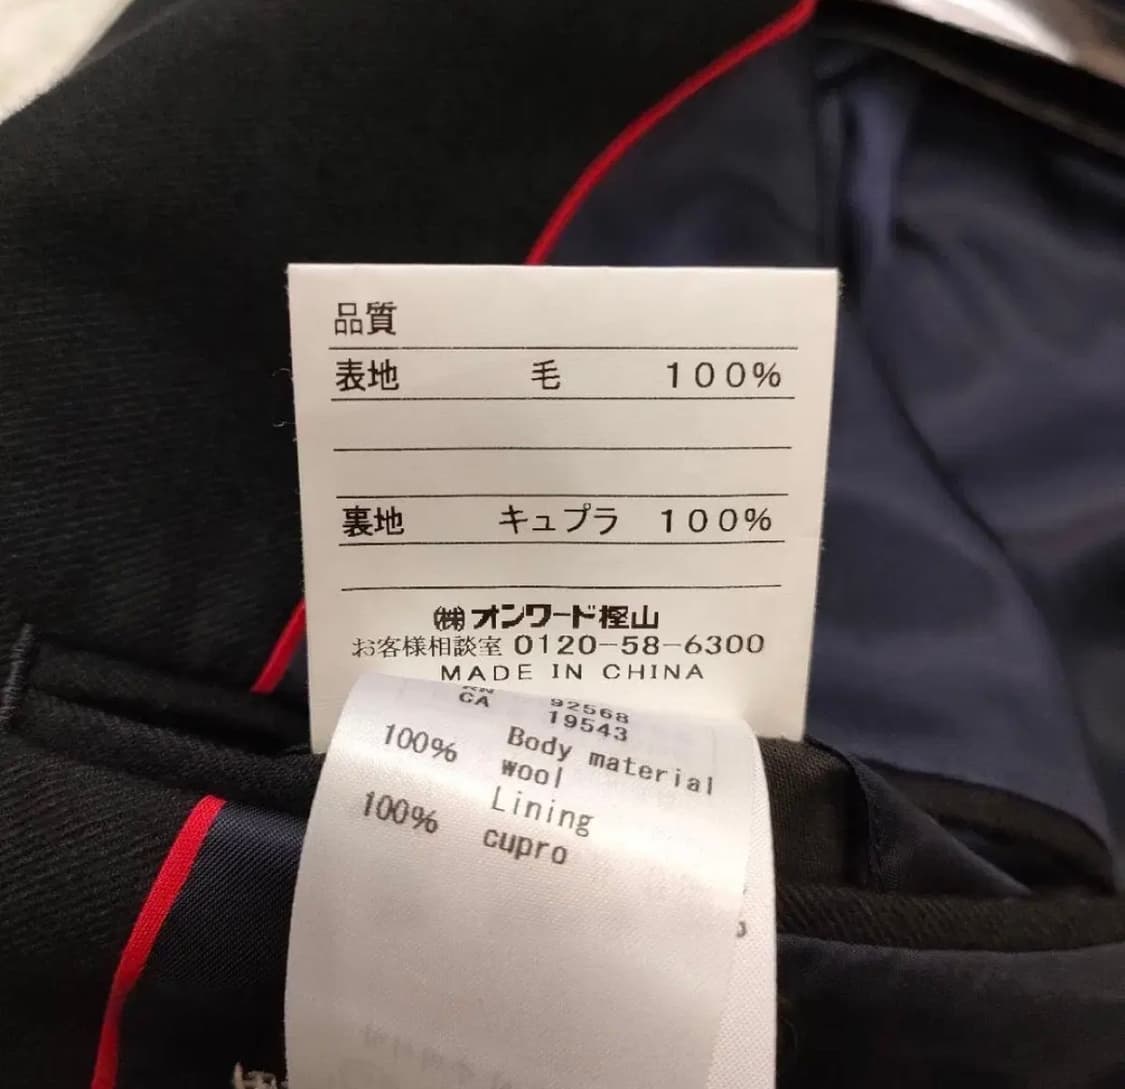 品質
表地 毛 100%
裏地 キュプラ 100%
㈱オンワード樫山
お客様相談室 0120-58-6300
MADE IN CHINA
RN 92568
CA 19543
Body material
100% wool
Lining
100% cupro